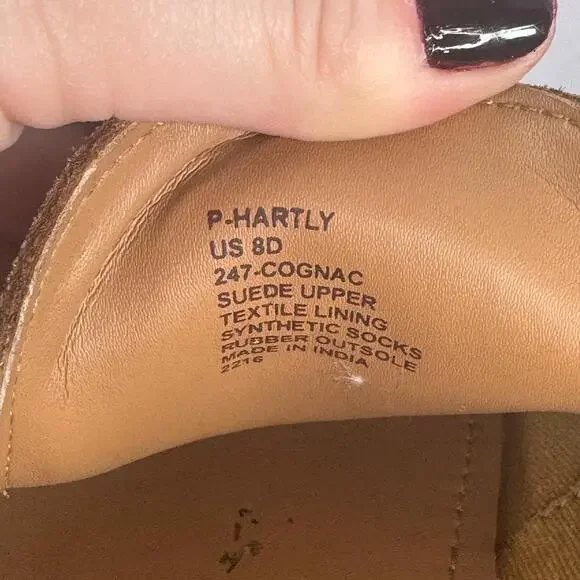 P-HARTLY
US 8D
247-COGNAC
SUEDE UPPER
TEXTILE LINING
SYNTHETIC SOCKS
RUBBER OUTSOLE
MADE IN INDIA
2216